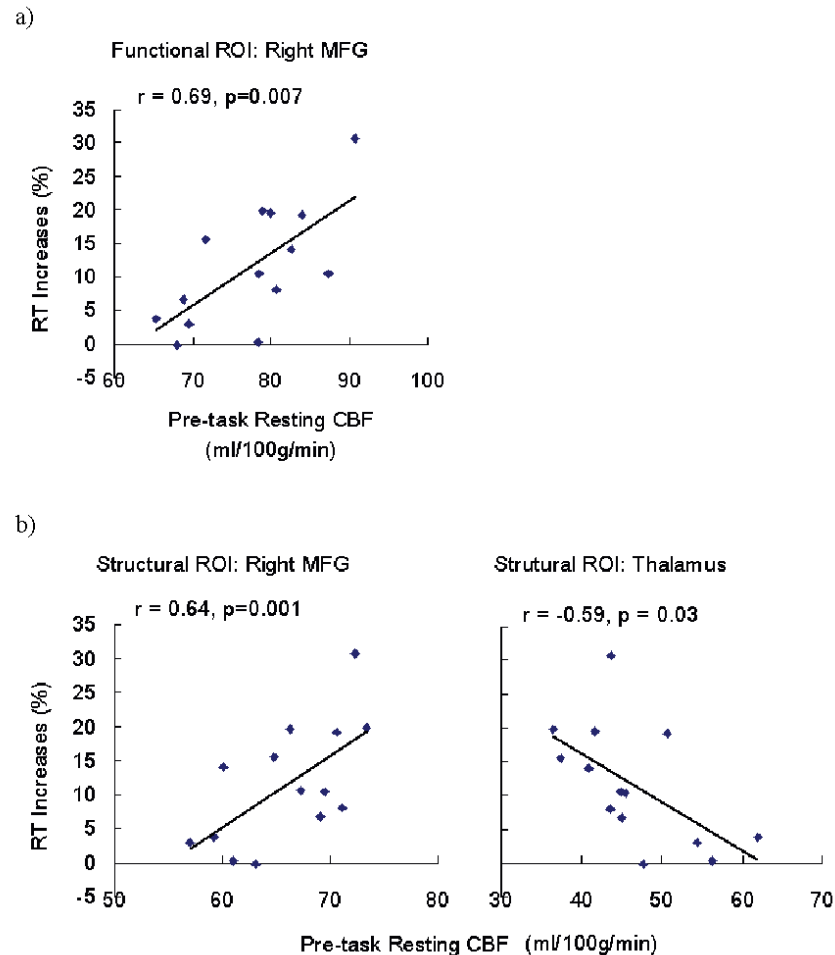 a)
Functional ROI: Right MFG
r = 0.69, p=0.007
35
30
25
20
15
10
5
0
-5
RT Increases (%)
60 70 80 90 100
Pre-task Resting CBF
(ml/100g/min)
b)
Structural ROI: Right MFG
r = 0.64, p=0.001
35
30
25
20
15
10
5
0
-5
RT Increases (%)
50 60 70 80
Strutural ROI: Thalamus
r = -0.59, p = 0.03
30 40 50 60 70
Pre-task Resting CBF (ml/100g/min)